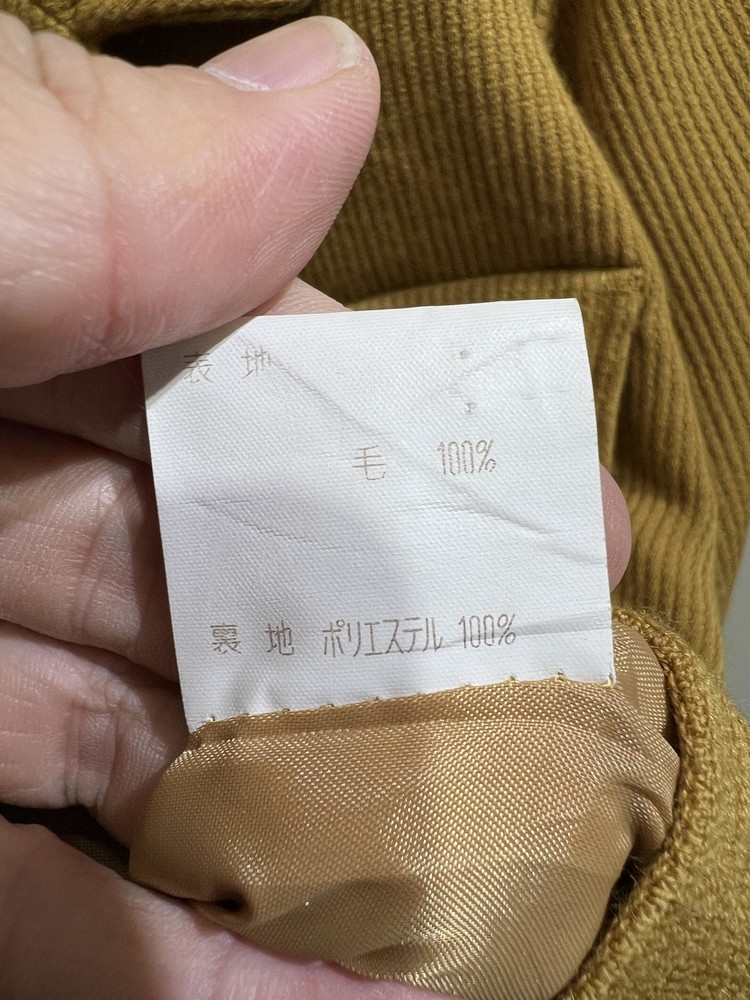 表 地
毛 100%
裏 地 ポリエステル 100%